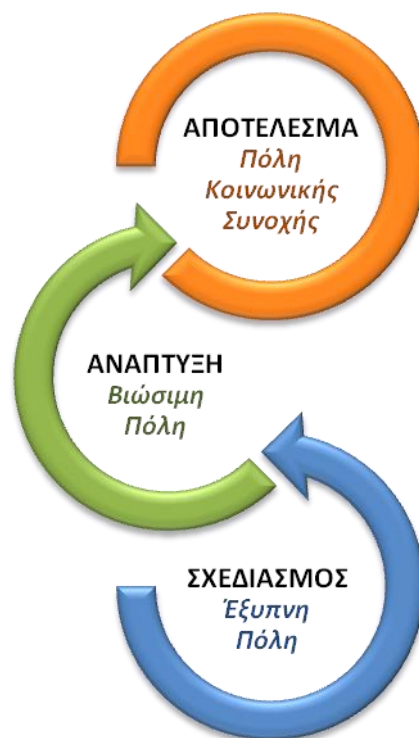 ΑΠΟΤΕΛΕΣΜΑ
Πόλη
Κοινωνικής
Συνοχής
ΑΝΑΠΤΥΞΗ
Βιώσιμη
Πόλη
ΣΧΕΔΙΑΣΜΟΣ
Έξυπνη
Πόλη